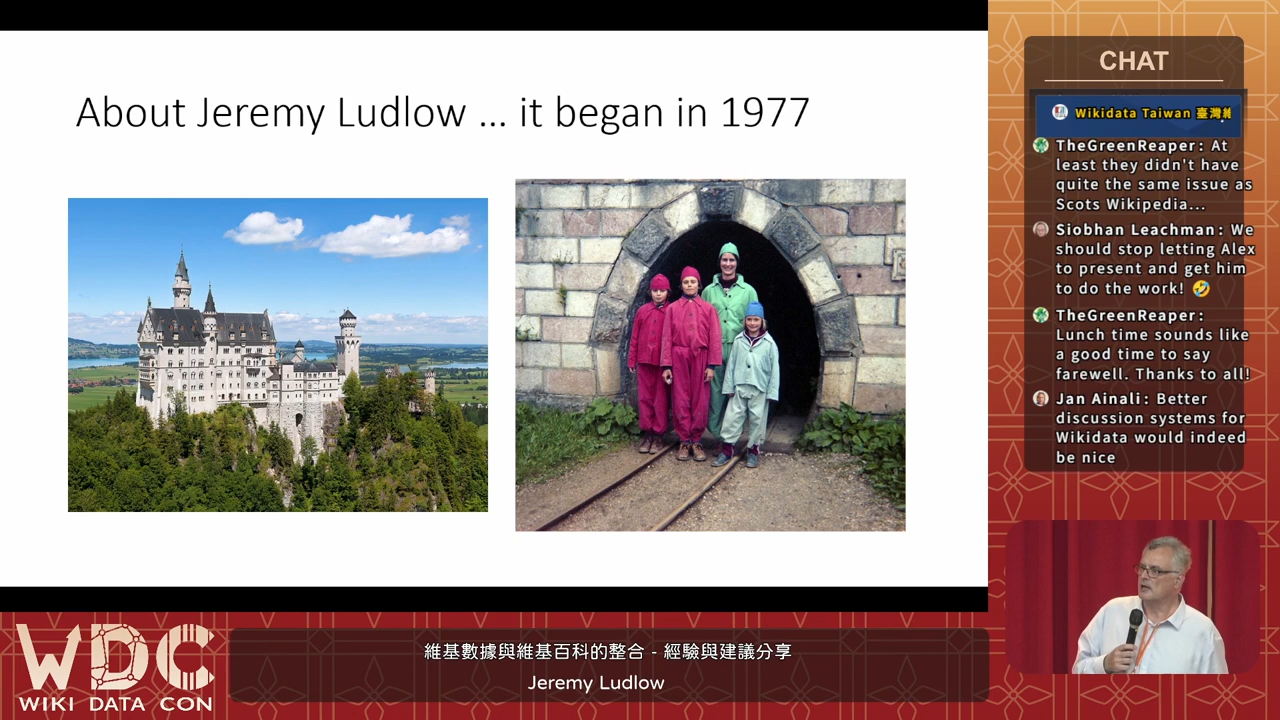 About Jeremy Ludlow ... it began in 1977
CHAT
Wikidata Taiwan 臺灣維
TheGreenReaper: At
least they didn't have
quite the same issue as
Scots Wikipedia...
Siobhan Leachman: We
should stop letting Alex
to present and get him
to do the work! 🤣
TheGreenReaper:
Lunch time sounds like
a good time to say
farewell. Thanks to all!
Jan Ainali: Better
discussion systems for
Wikidata would indeed
be nice
WDC
WIKI DATA CON
維基數據與維基百科的整合 - 經驗與建議分享
Jeremy Ludlow